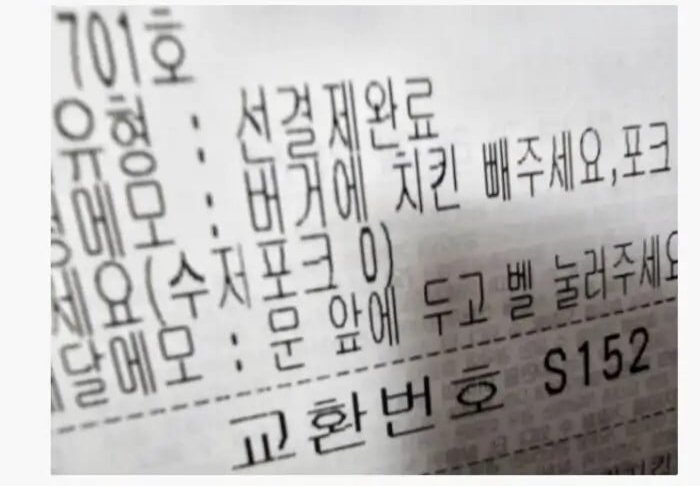 701호
유형 : 선결제완료
메모 : 버거에 치킨 빼주세요,포크
세요(수저포크 O)
달메모 : 문 앞에 두고 벨 눌러주세요
교환번호 S152